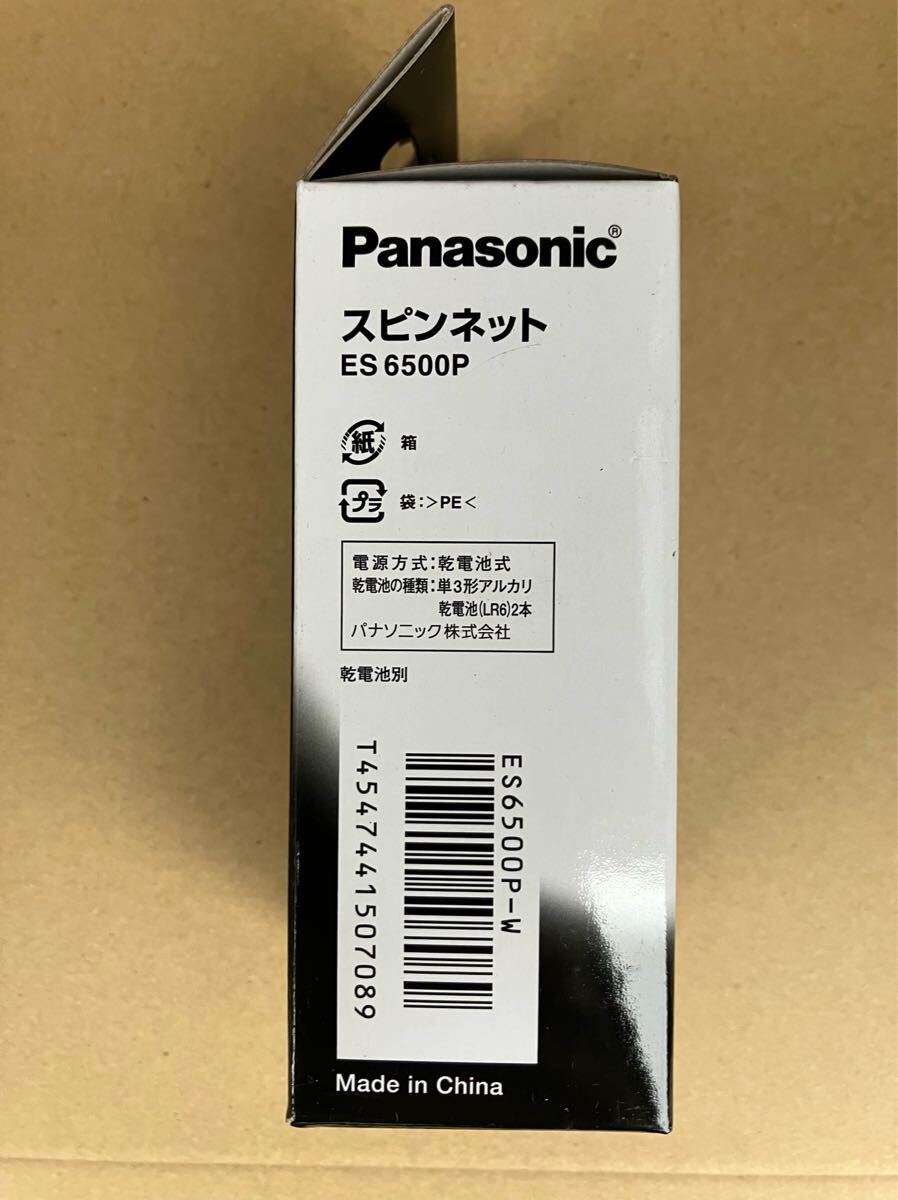 Panasonic®
スピンネット
ES 6500P
紙 箱
プラ 袋:>PE<
電源方式:乾電池式
乾電池の種類:単3形アルカリ
乾電池(LR6)2本
パナソニック株式会社
乾電池別
ES6500P-W
T4547441507089
Made in China